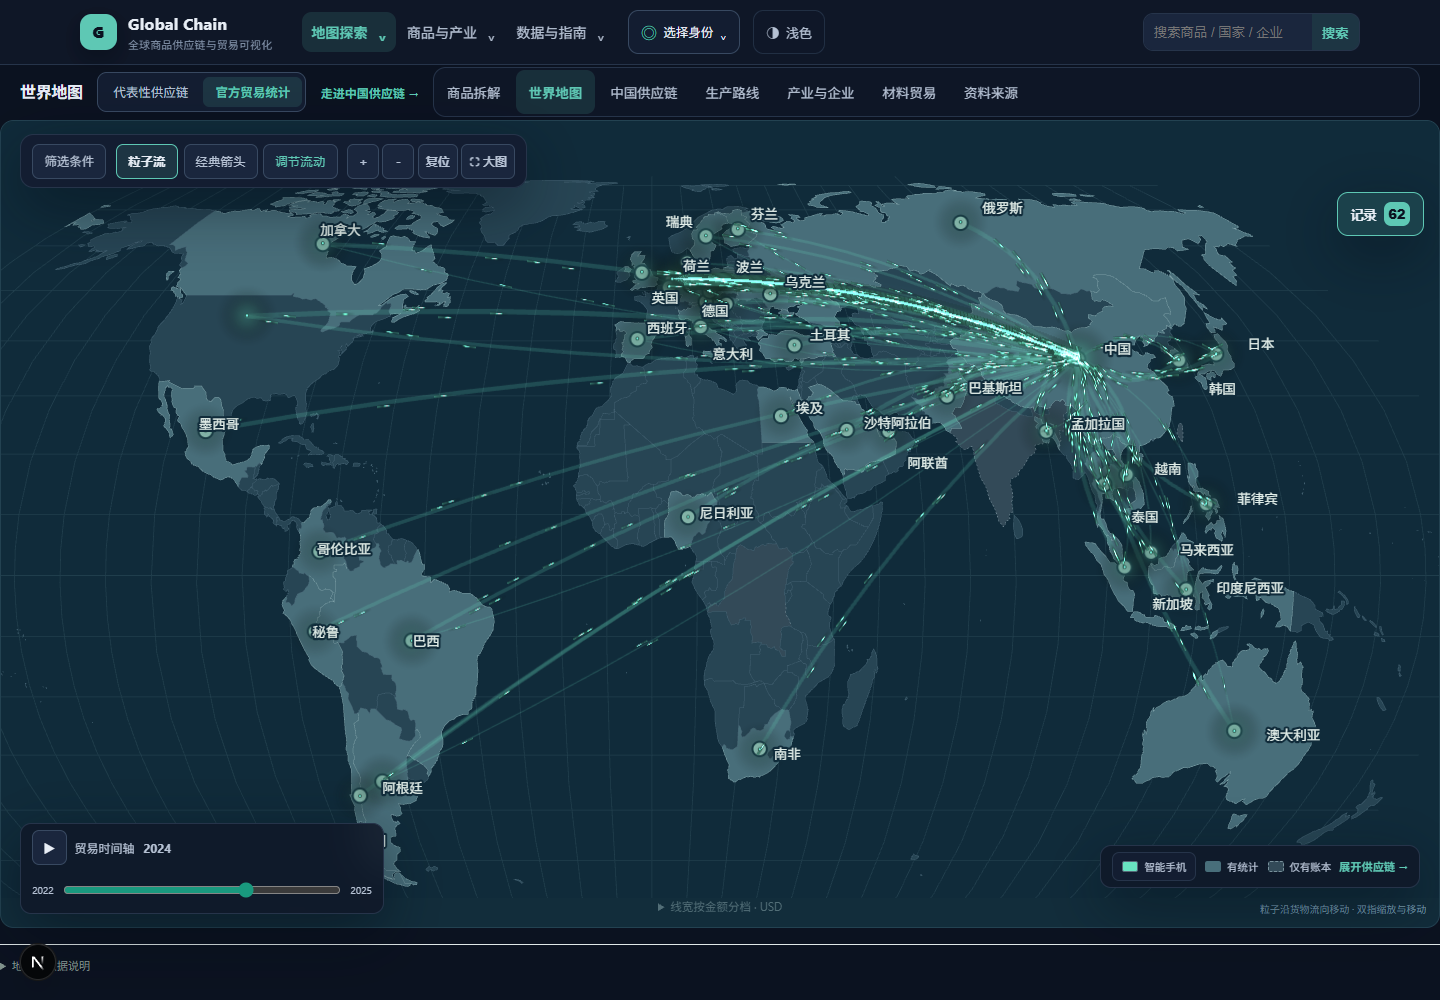 G
Global Chain
全球商品供应链与贸易可视化
地图探索
商品与产业
数据与指南
选择身份
浅色
搜索商品 / 国家 / 企业
搜索
世界地图
代表性供应链
官方贸易统计
走进中国供应链 →
商品拆解
世界地图
中国供应链
生产路线
产业与企业
材料贸易
资料来源
筛选条件
粒子流
经典箭头
调节流动
+
-
复位
大图
记录 62
加拿大
瑞典
芬兰
俄罗斯
荷兰
波兰
乌克兰
英国
德国
西班牙
土耳其
意大利
中国
日本
韩国
巴基斯坦
墨西哥
埃及
沙特阿拉伯
孟加拉国
阿联酋
越南
菲律宾
尼日利亚
泰国
哥伦比亚
马来西亚
印度尼西亚
新加坡
秘鲁
巴西
澳大利亚
南非
阿根廷
▶ 贸易时间轴 2024
2022
2025
智能手机
有统计
仅有账本
展开供应链 →
▶ 线宽按金额分档 · USD
粒子沿货物流向移动 · 双指缩放与移动
▶ 地
据说明
N